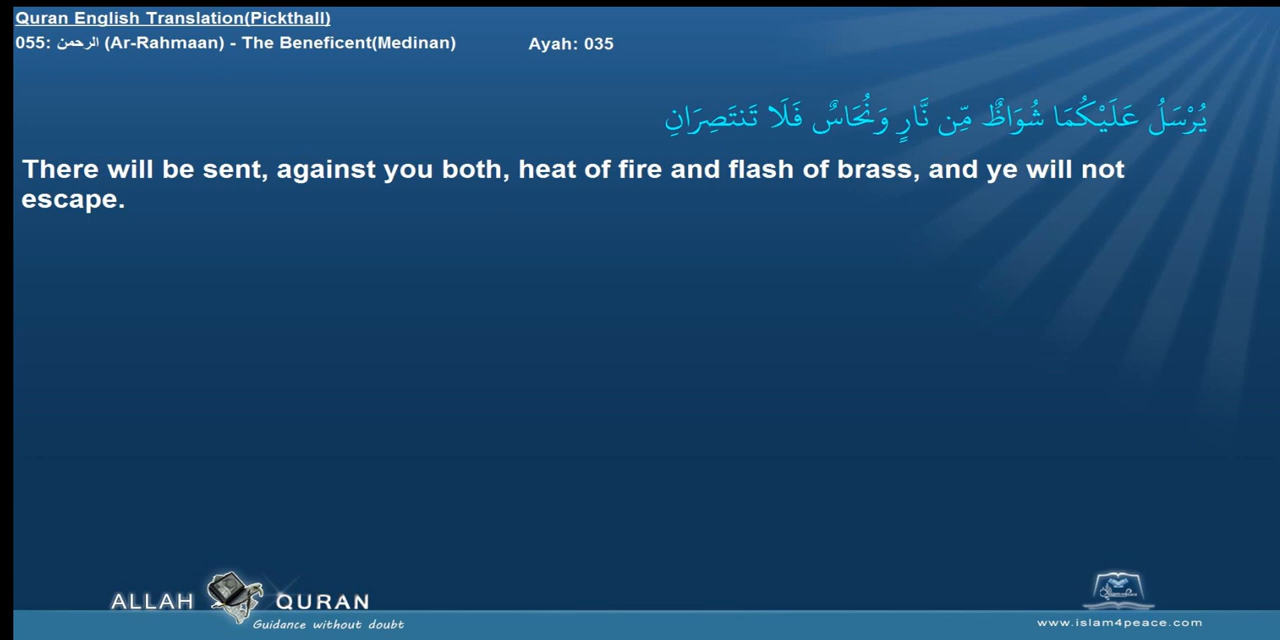 Quran English Translation(Pickthall)
055: الرحمن (Ar-Rahmaan) - The Beneficent(Medinan) Ayah: 035
يُرْسَلُ عَلَيْكُمَا شُوَاظٌ مِّن نَّارٍ وَنُحَاسٌ فَلَا تَنتَصِرَانِ
There will be sent, against you both, heat of fire and flash of brass, and ye will not
escape.
ALLAH QURAN
Guidance without doubt
www.islam4peace.com